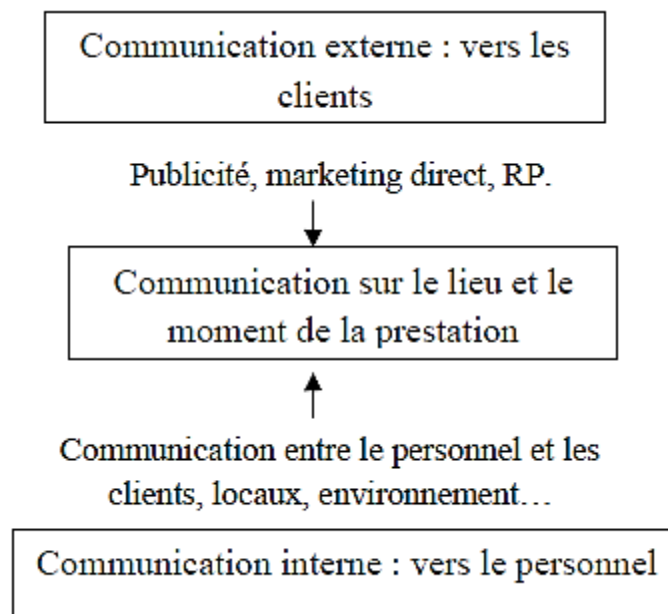 Communication externe : vers les
clients
Publicité, marketing direct, RP.
Communication sur le lieu et le
moment de la prestation
Communication entre le personnel et les
clients, locaux, environnement…
Communication interne : vers le personnel